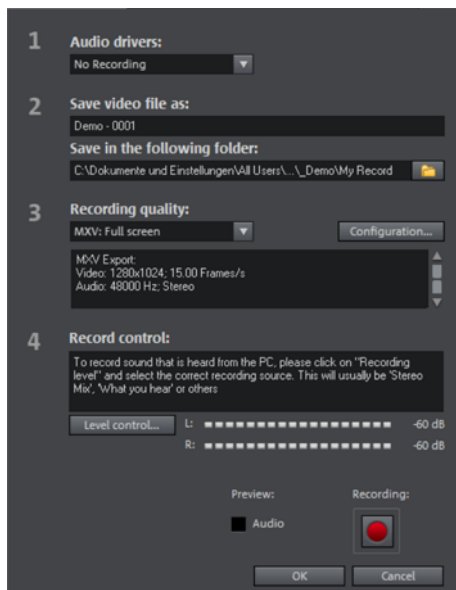 1 Audio drivers:
No Recording
2 Save video file as:
Demo - 0001
Save in the following folder:
C:\Dokumente und Einstellungen\All Users\...\_Demo\My Record
3 Recording quality:
MXV: Full screen Configuration...
MXV Export:
Video: 1280x1024; 15.00 Frames/s
Audio: 48000 Hz; Stereo
4 Record control:
To record sound that is heard from the PC, please click on "Recording
level" and select the correct recording source. This will usually be 'Stereo
Mix', 'What you hear' or others
Level control... L: -60 dB
R: -60 dB
Preview: Recording:
Audio
OK Cancel